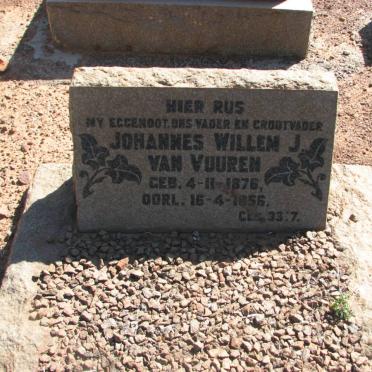 HIER RUS
MY EGGENOOT, ONS VADER EN GROOTVADER
JOHANNES WILLEM J.
VAN VUUREN
GEB. 4-11-1876,
OORL. 16-4-1956,
GES. 33:7.